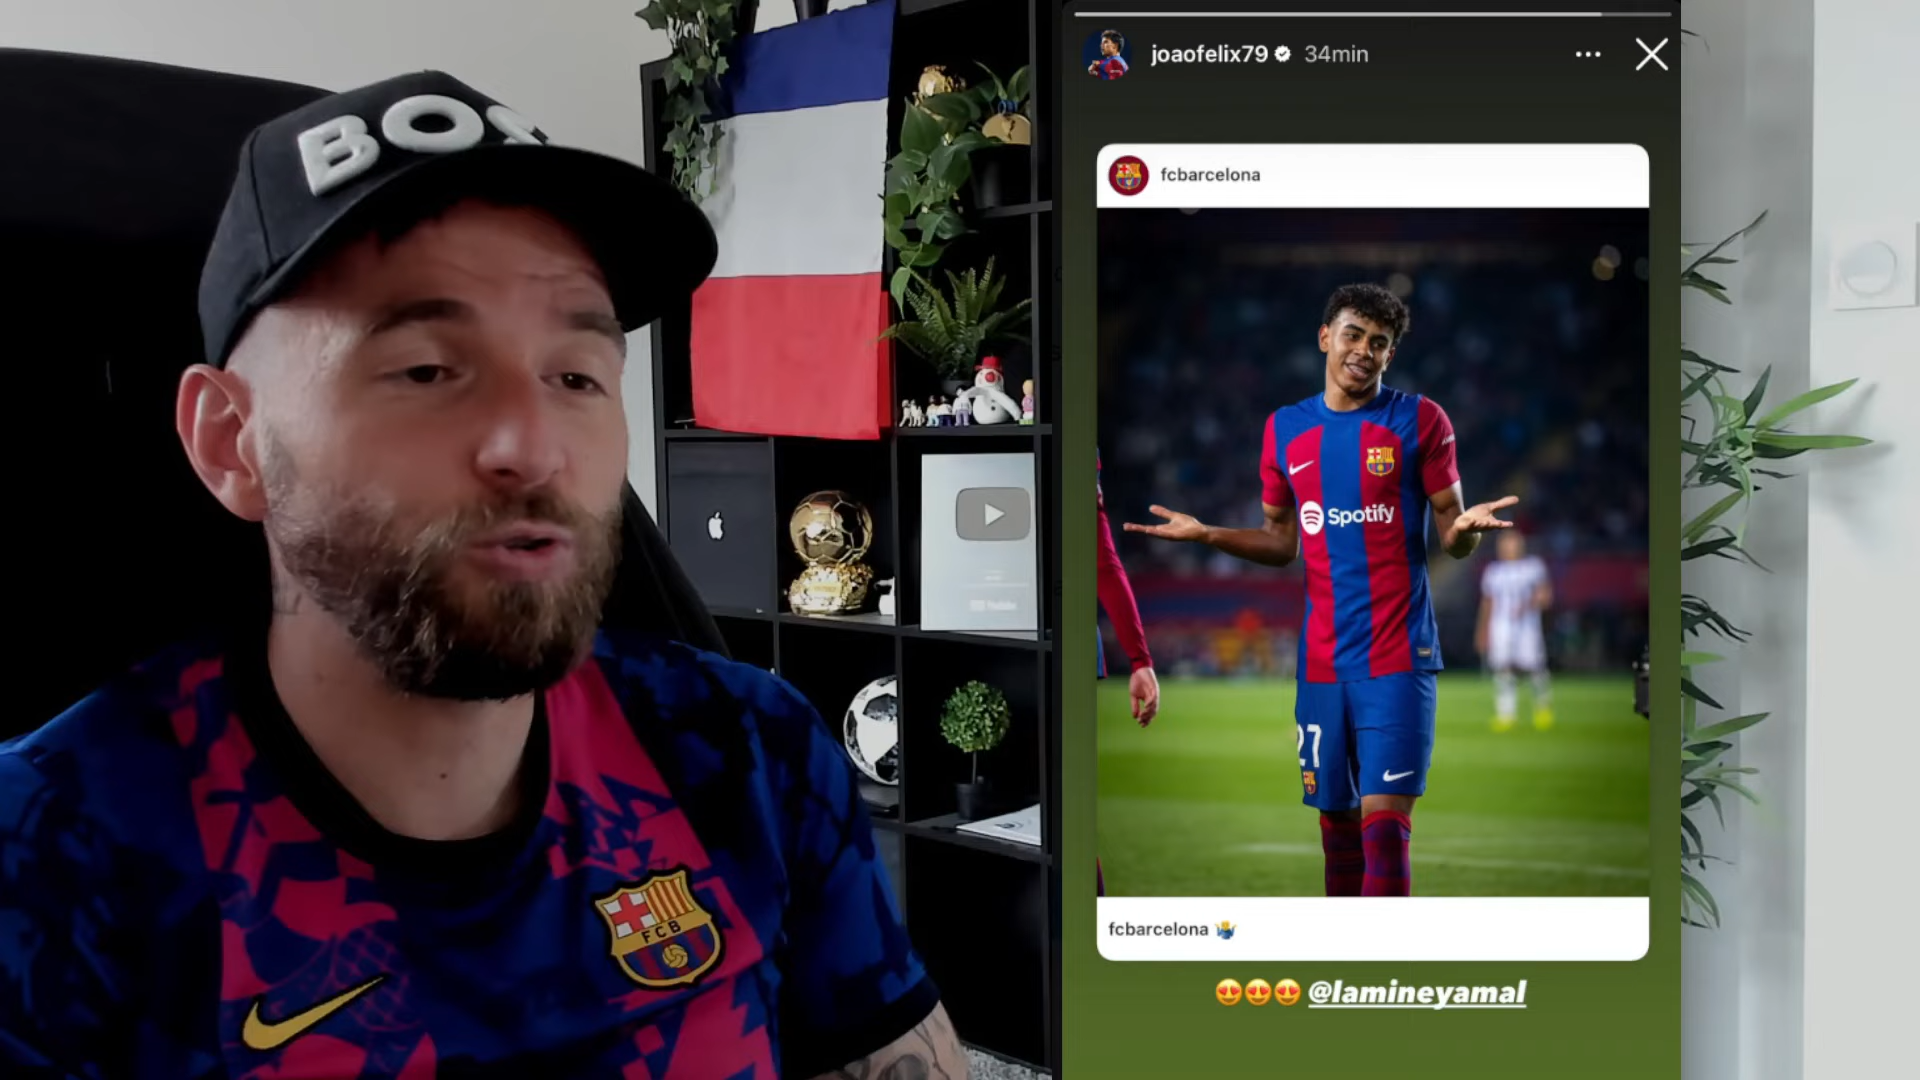 BOS
FCB
joaofelix79 34min
fcbarcelona
Spotify
27
fcbarcelona 🤷‍♂️
😍😍😍 @lamineyamal